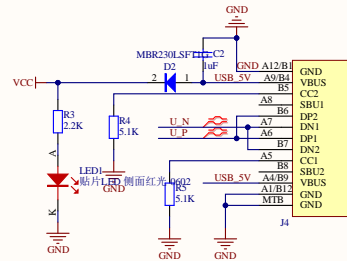 GND
MBR230LSFT1G
C2
D2
1uF
GND
A12/B1
GND
VCC
2
1
USB_5V
A9/B4
VBUS
B5
CC2
A8
SBU1
R3
2.2K
R4
5.1K
B6
DP2
U_N
A7
DN1
U_P
A6
DP1
B7
DN2
A
A5
CC1
LED1
GND
B8
SBU2
贴片LED 侧面红光 0602
R5
5.1K
USB_5V
A4/B9
VBUS
A1/B12
GND
K
MTB
GND
J4
GND
GND
GND